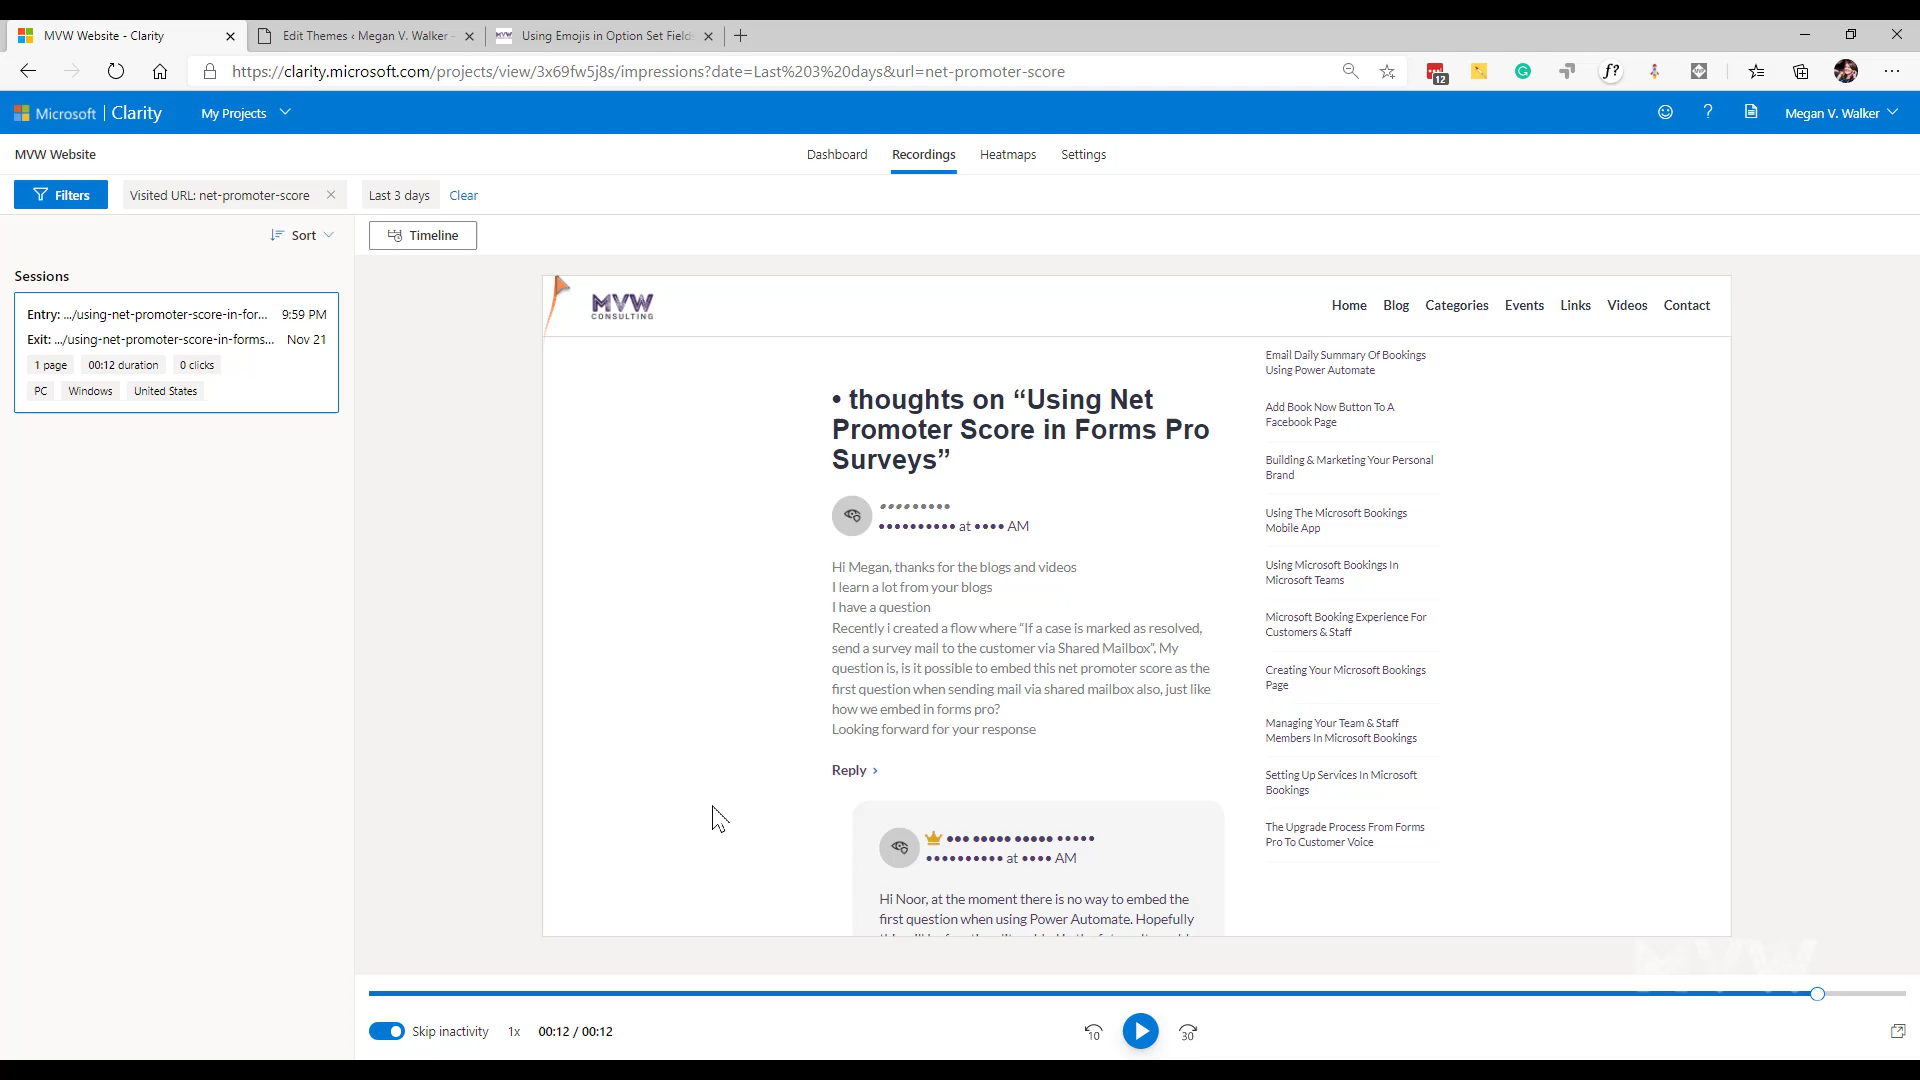 MVW Website - Clarity
Edit Themes ‹ Megan V. Walker -
Using Emojis in Option Set Field
https://clarity.microsoft.com/projects/view/3x69fw5j8s/impressions?date=Last%203%20days&url=net-promoter-score
12
f?
Microsoft | Clarity
My Projects
?
Megan V. Walker
MVW Website
Dashboard
Recordings
Heatmaps
Settings
Filters
Visited URL: net-promoter-score
Last 3 days
Clear
Sort
Timeline
Sessions
Entry: .../using-net-promoter-score-in-for... 9:59 PM
Exit: .../using-net-promoter-score-in-forms... Nov 21
1 page 00:12 duration 0 clicks
PC Windows United States
MVW
CONSULTING
Home Blog Categories Events Links Videos Contact
• thoughts on “Using Net
Promoter Score in Forms Pro
Surveys”
•••••••••
•••••••••• at •••• AM
Hi Megan, thanks for the blogs and videos
I learn a lot from your blogs
I have a question
Recently i created a flow where “If a case is marked as resolved,
send a survey mail to the customer via Shared Mailbox”. My
question is, is it possible to embed this net promoter score as the
first question when sending mail via shared mailbox also, just like
how we embed in forms pro?
Looking forward for your response
Reply ›
••• ••••• ••••• •••••
•••••••••• at •••• AM
Hi Noor, at the moment there is no way to embed the
first question when using Power Automate. Hopefully
Email Daily Summary Of Bookings
Using Power Automate
Add Book Now Button To A
Facebook Page
Building & Marketing Your Personal
Brand
Using The Microsoft Bookings
Mobile App
Using Microsoft Bookings In
Microsoft Teams
Microsoft Booking Experience For
Customers & Staff
Creating Your Microsoft Bookings
Page
Managing Your Team & Staff
Members In Microsoft Bookings
Setting Up Services In Microsoft
Bookings
The Upgrade Process From Forms
Pro To Customer Voice
MVW
Skip inactivity
1x
00:12 / 00:12
10
30